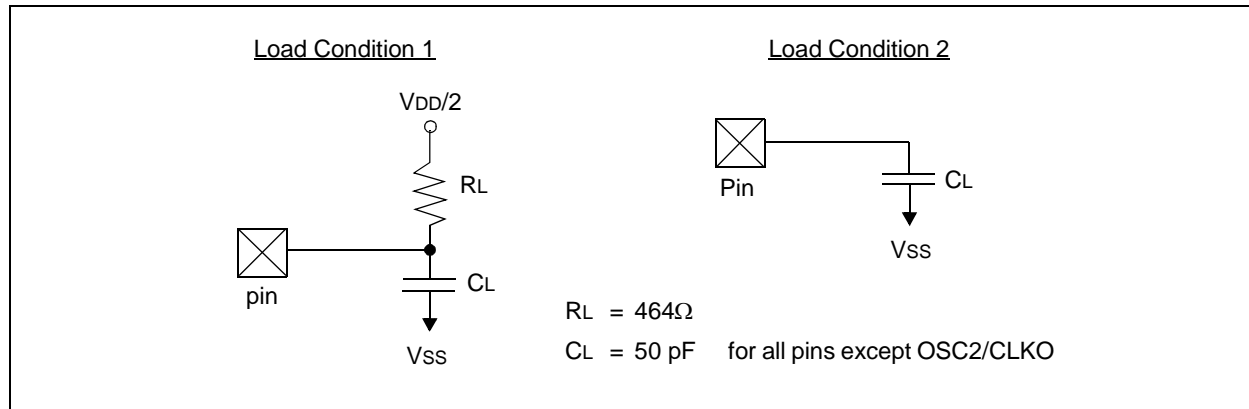 Load Condition 1
VDD/2
RL
pin
CL
VSS
Load Condition 2
Pin
CL
VSS
RL = 464Ω
CL = 50 pF for all pins except OSC2/CLKO